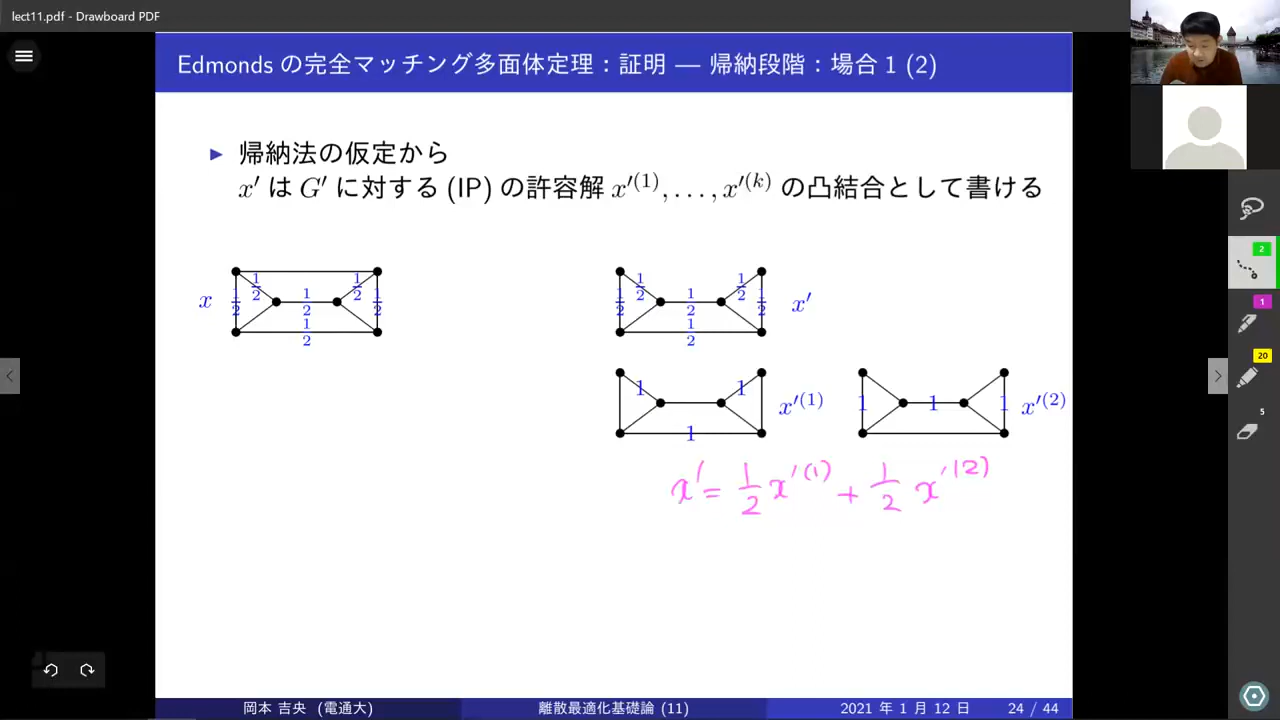 lect11.pdf - Drawboard PDF
Edmonds の完全マッチング多面体定理：証明 — 帰納段階：場合 1 (2)
▶ 帰納法の仮定から
x′ は G′ に対する (IP) の許容解 x′(1), . . . , x′(k) の凸結合として書ける
x 1/2 1/2 1/2 1/2 1/2 1/2
1/2 1/2 1/2 1/2 1/2 1/2 x′
1 1 1 x′(1)
1 1 1 x′(2)
x′ = 1/2 x′(1) + 1/2 x′(2)
2
1
20
5
岡本 吉央 (電通大) 離散最適化基礎論 (11) 2021 年 1 月 12 日 24 / 44